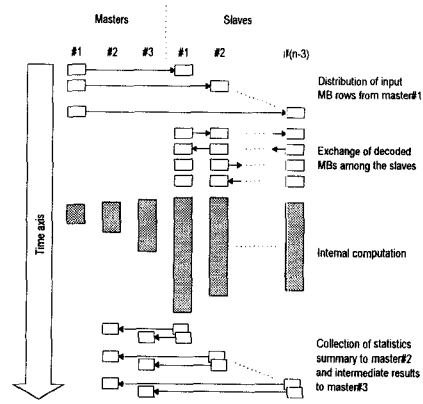 Masters Slaves
#1 #2 #3 #1 #2 #(n-3)
Distribution of input
MB rows from master#1
Exchange of decoded
MBs among the slaves
Time axis
Internal computation
Collection of statistics
summary to master#2
and intermediate results
to master#3